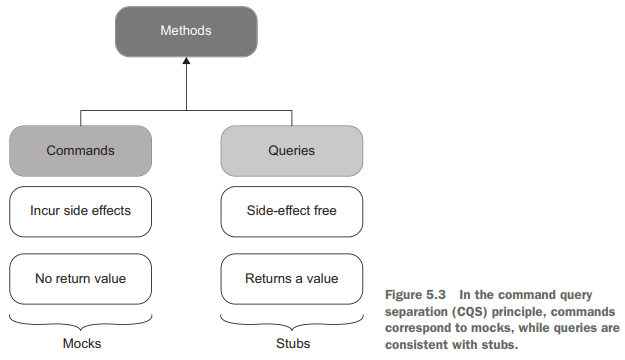 Methods
Commands
Queries
Incur side effects
Side-effect free
No return value
Returns a value
Mocks
Stubs
Figure 5.3 In the command query
separation (CQS) principle, commands
correspond to mocks, while queries are
consistent with stubs.